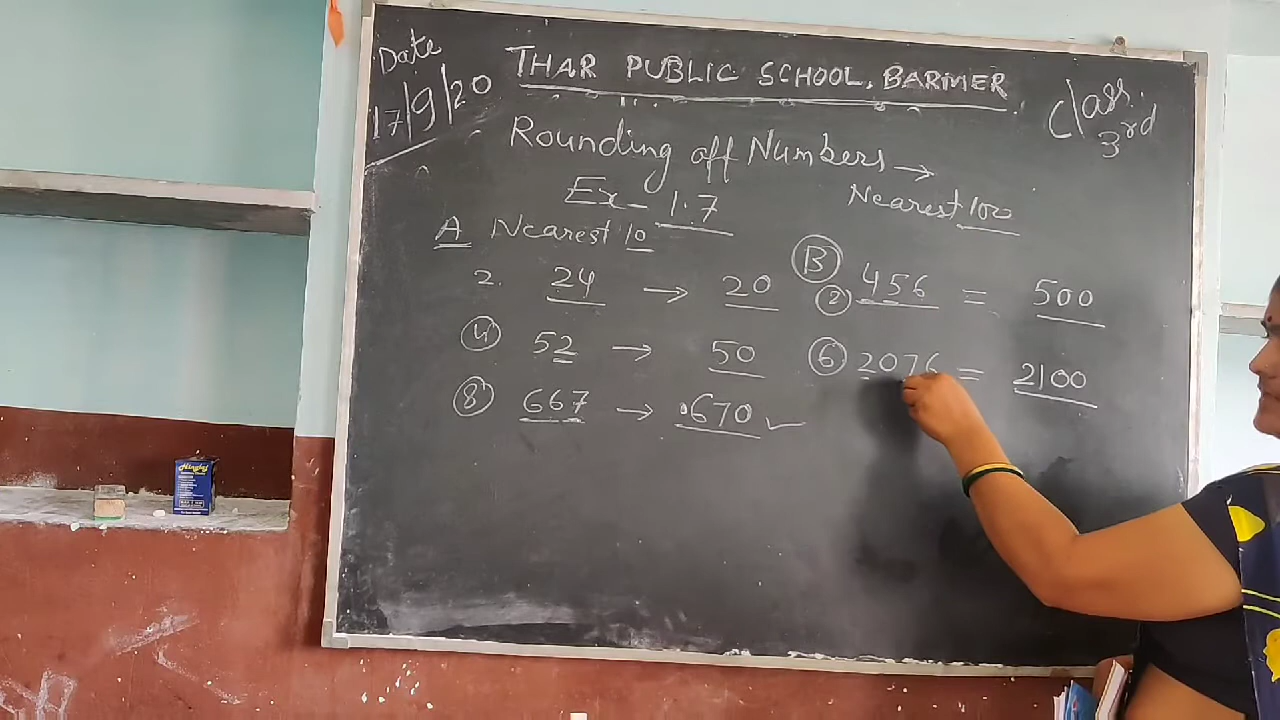 Date
17/9/20
THAR PUBLIC SCHOOL, BARMER
Class.
3rd
Rounding off Numbers →
Ex - 1.7
Nearest 100
A Nearest 10
2. 24 → 20
④ 52 → 50
⑧ 667 → 670 ✓
Ⓑ
② 456 = 500
⑥ 2076 = 2100